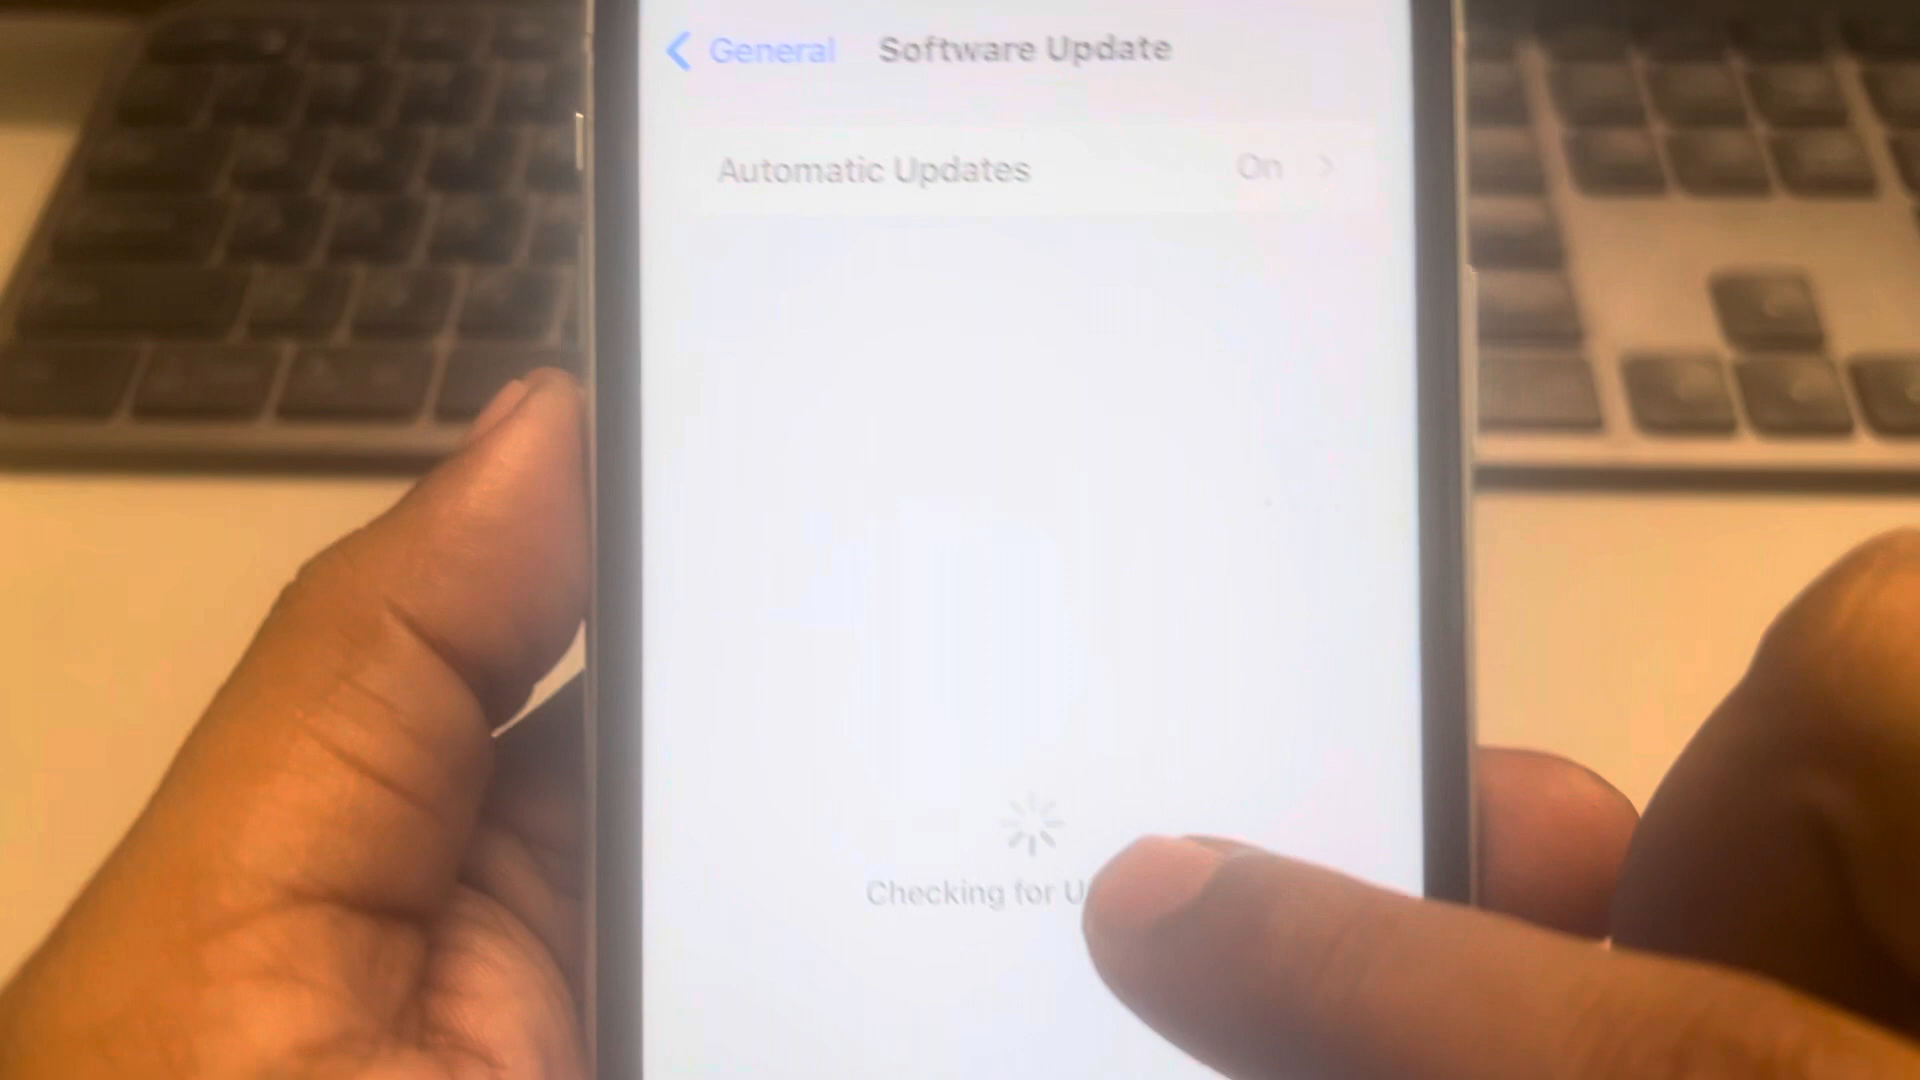 General Software Update
Automatic Updates On
Checking for U